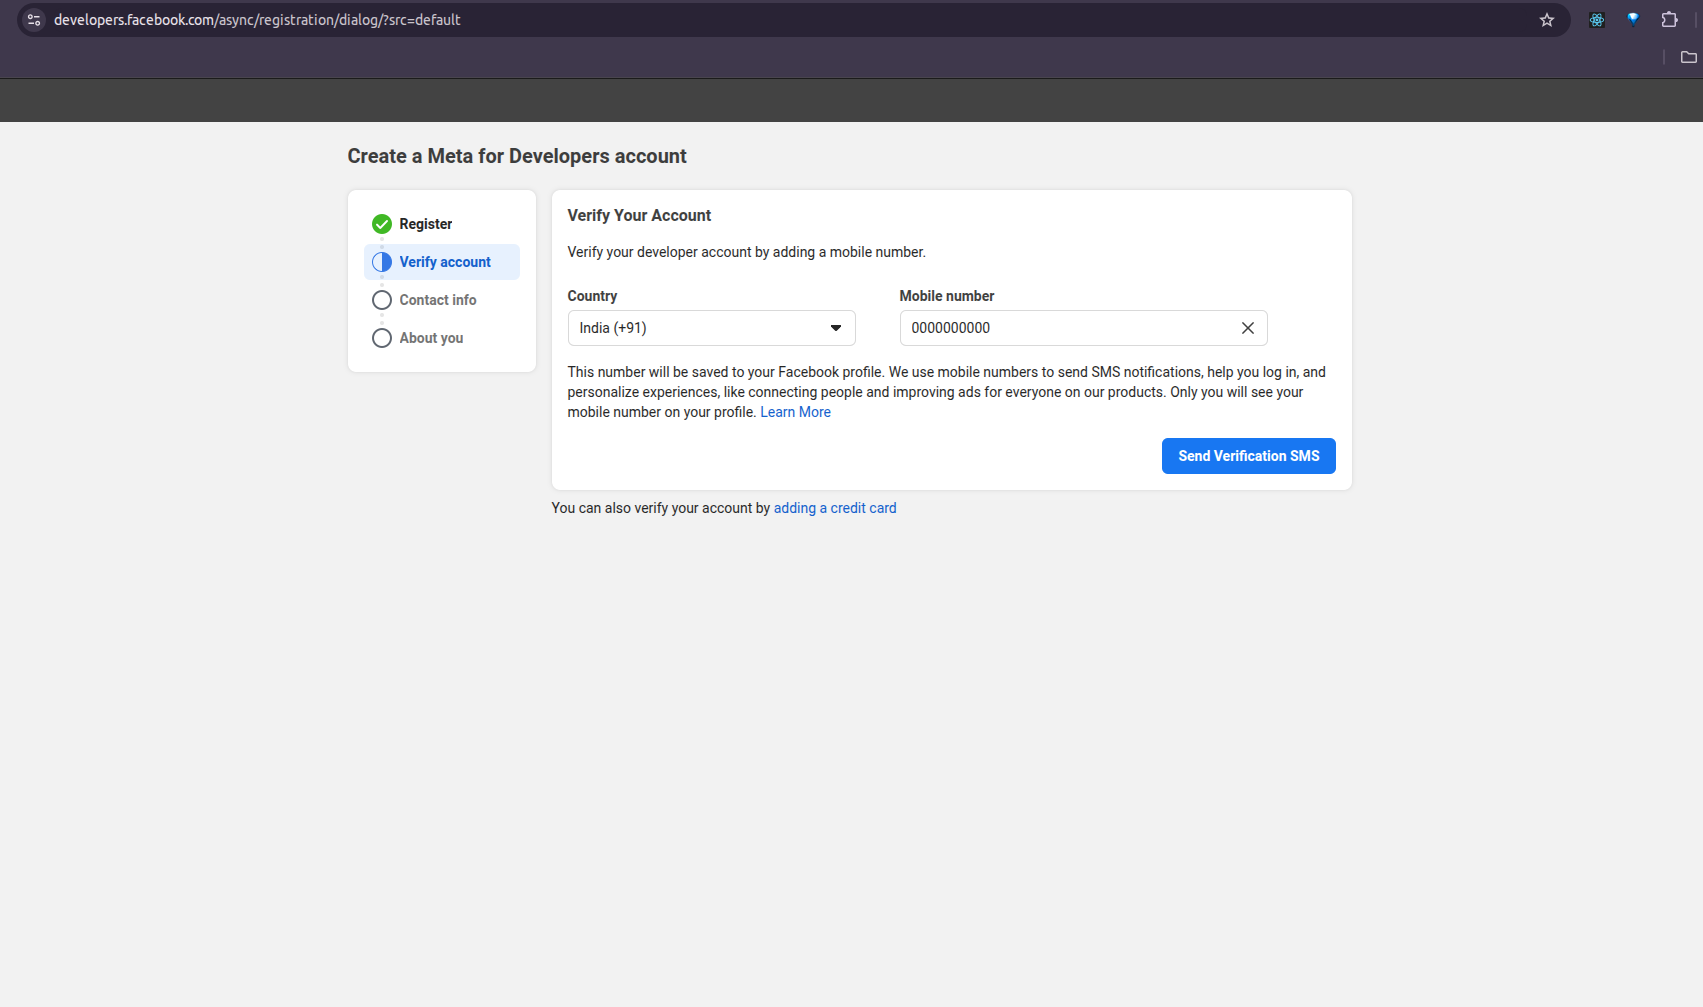 developers.facebook.com/async/registration/dialog/?src=default
Create a Meta for Developers account
Register
Verify account
Contact info
About you
Verify Your Account
Verify your developer account by adding a mobile number.
Country
Mobile number
India (+91)
0000000000
This number will be saved to your Facebook profile. We use mobile numbers to send SMS notifications, help you log in, and
personalize experiences, like connecting people and improving ads for everyone on our products. Only you will see your
mobile number on your profile. Learn More
Send Verification SMS
You can also verify your account by adding a credit card